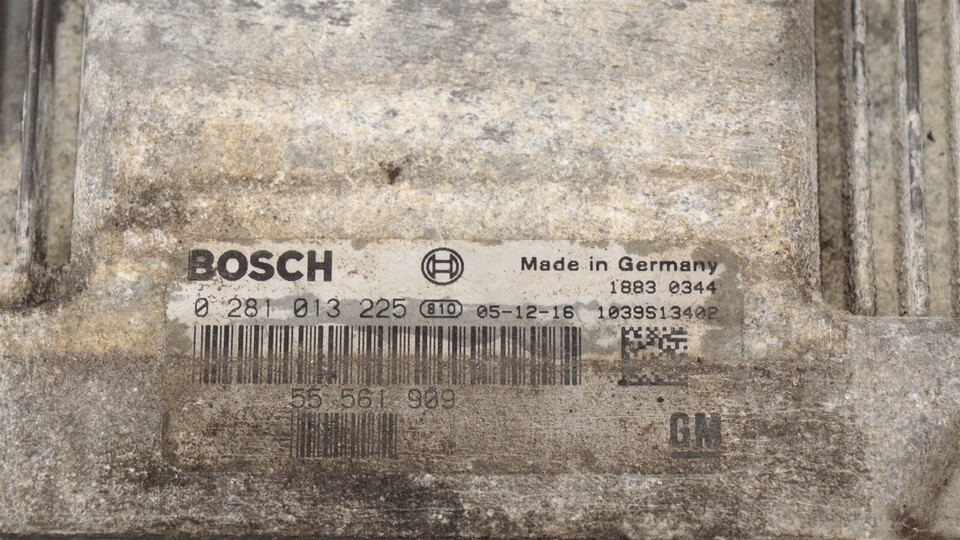 BOSCH Made in Germany
1883 0344
0 281 013 225 810 05-12-16 1039S13402
55 561 909
GM